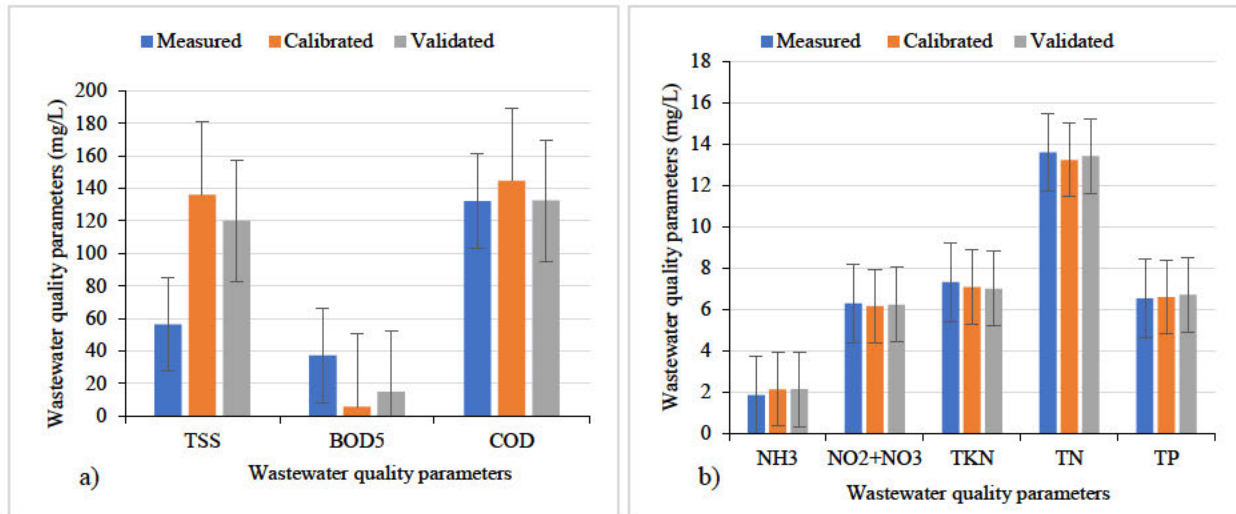 Measured Calibrated Validated
Wastewater quality parameters (mg/L)
200
180
160
140
120
100
80
60
40
20
0
TSS BOD5 COD
Wastewater quality parameters
a)
Measured Calibrated Validated
Wastewater quality parameters (mg/L)
18
16
14
12
10
8
6
4
2
0
NH3 NO2+NO3 TKN TN TP
Wastewater quality parameters
b)